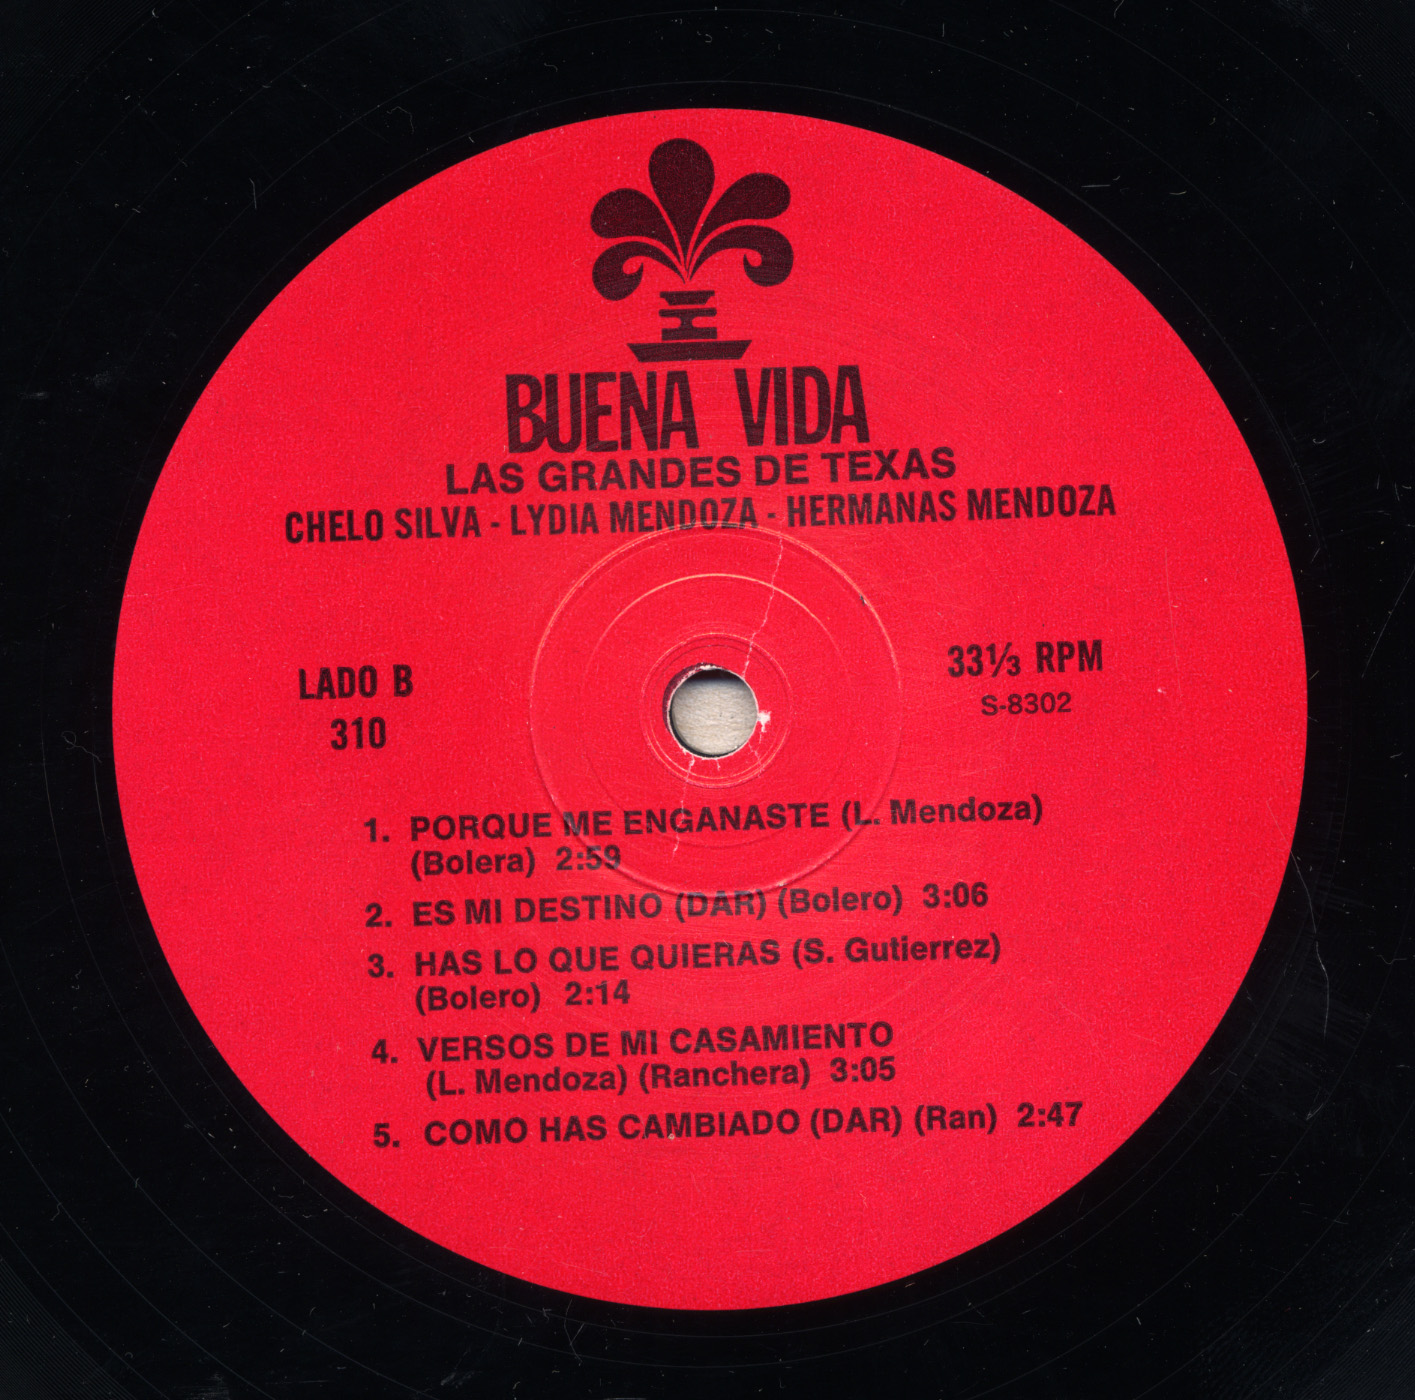 BUENA VIDA
LAS GRANDES DE TEXAS
CHELO SILVA - LYDIA MENDOZA - HERMANAS MENDOZA
LADO B
310
33⅓ RPM
S-8302
1. PORQUE ME ENGANASTE (L. Mendoza)
(Bolera) 2:59
2. ES MI DESTINO (DAR) (Bolero) 3:06
3. HAS LO QUE QUIERAS (S. Gutierrez)
(Bolero) 2:14
4. VERSOS DE MI CASAMIENTO
(L. Mendoza) (Ranchera) 3:05
5. COMO HAS CAMBIADO (DAR) (Ran) 2:47